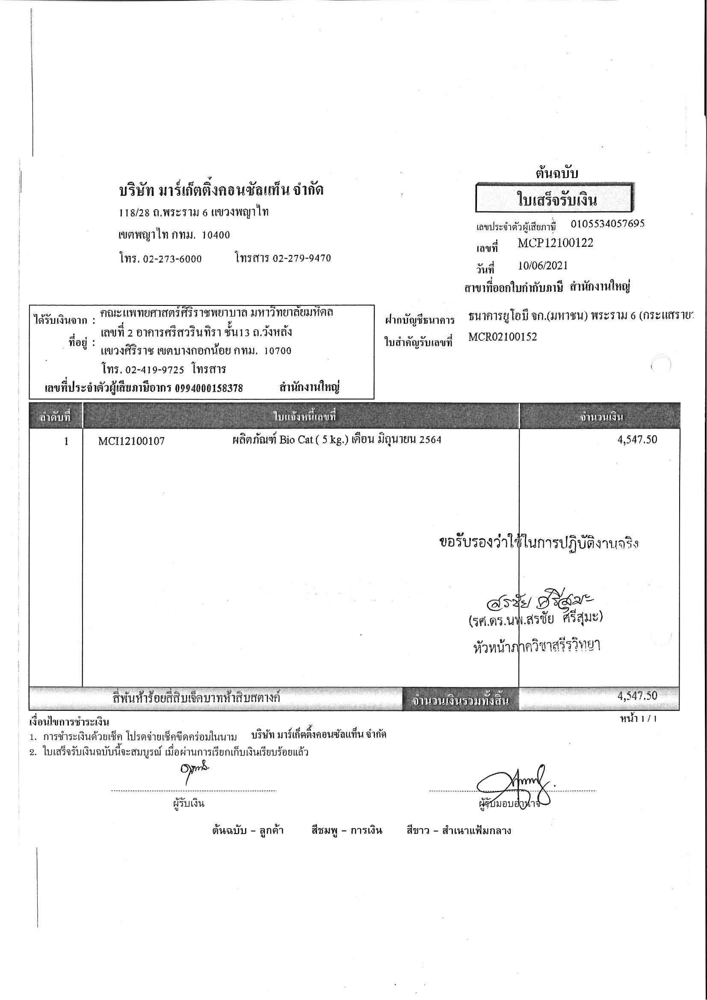 ต้นฉบับ
บริษัท มาร์เก็ตติ้งคอนซัลแท็น จำกัด
ใบเสร็จรับเงิน
118/28 ถ.พระราม 6 แขวงพญาไท
เขตพญาไท กทม. 10400
โทร. 02-273-6000 โทรสาร 02-279-9470
เลขประจำตัวผู้เสียภาษี 0105534057695
เลขที่ MCP12100122
วันที่ 10/06/2021
สาขาที่ออกใบกำกับภาษี สำนักงานใหญ่
ได้รับเงินจาก : คณะแพทยศาสตร์ศิริราชพยาบาล มหาวิทยาลัยมหิดล
ที่อยู่ : เลขที่ 2 อาคารศรีสวรินทิรา ชั้น13 ถ.วังหลัง
แขวงศิริราช เขตบางกอกน้อย กทม. 10700
โทร. 02-419-9725 โทรสาร
เลขที่ประจำตัวผู้เสียภาษีอากร 0994000158378 สำนักงานใหญ่
ฝากบัญชีธนาคาร ธนาคารยูโอบี จก.(มหาชน) พระราม 6 (กระแสราย
ใบสำคัญรับเลขที่ MCR02100152
ลำดับที่ ใบแจ้งหนี้เลขที่ จำนวนเงิน
1 MCI12100107 ผลิตภัณฑ์ Bio Cat ( 5 kg.) เดือน มิถุนายน 2564 4,547.50
ขอรับรองว่าใช้ในการปฏิบัติงานจริง
สรชัย ศรีสุมะ
(รศ.ดร.นพ.สรชัย ศรีสุมะ)
หัวหน้าภาควิชาสรีรวิทยา
สี่พันห้าร้อยสี่สิบเจ็ดบาทห้าสิบสตางค์ จำนวนเงินรวมทั้งสิ้น 4,547.50
หน้า 1 / 1
เงื่อนไขการชำระเงิน
1. การชำระเงินด้วยเช็ค โปรดจ่ายเช็คขีดคร่อมในนาม บริษัท มาร์เก็ตติ้งคอนซัลแท็น จำกัด
2. ใบเสร็จรับเงินฉบับนี้จะสมบูรณ์ เมื่อผ่านการเรียกเก็บเงินเรียบร้อยแล้ว
ผู้รับเงิน ผู้รับมอบอำนาจ
ต้นฉบับ – ลูกค้า สีชมพู – การเงิน สีขาว – สำเนาแฟ้มกลาง